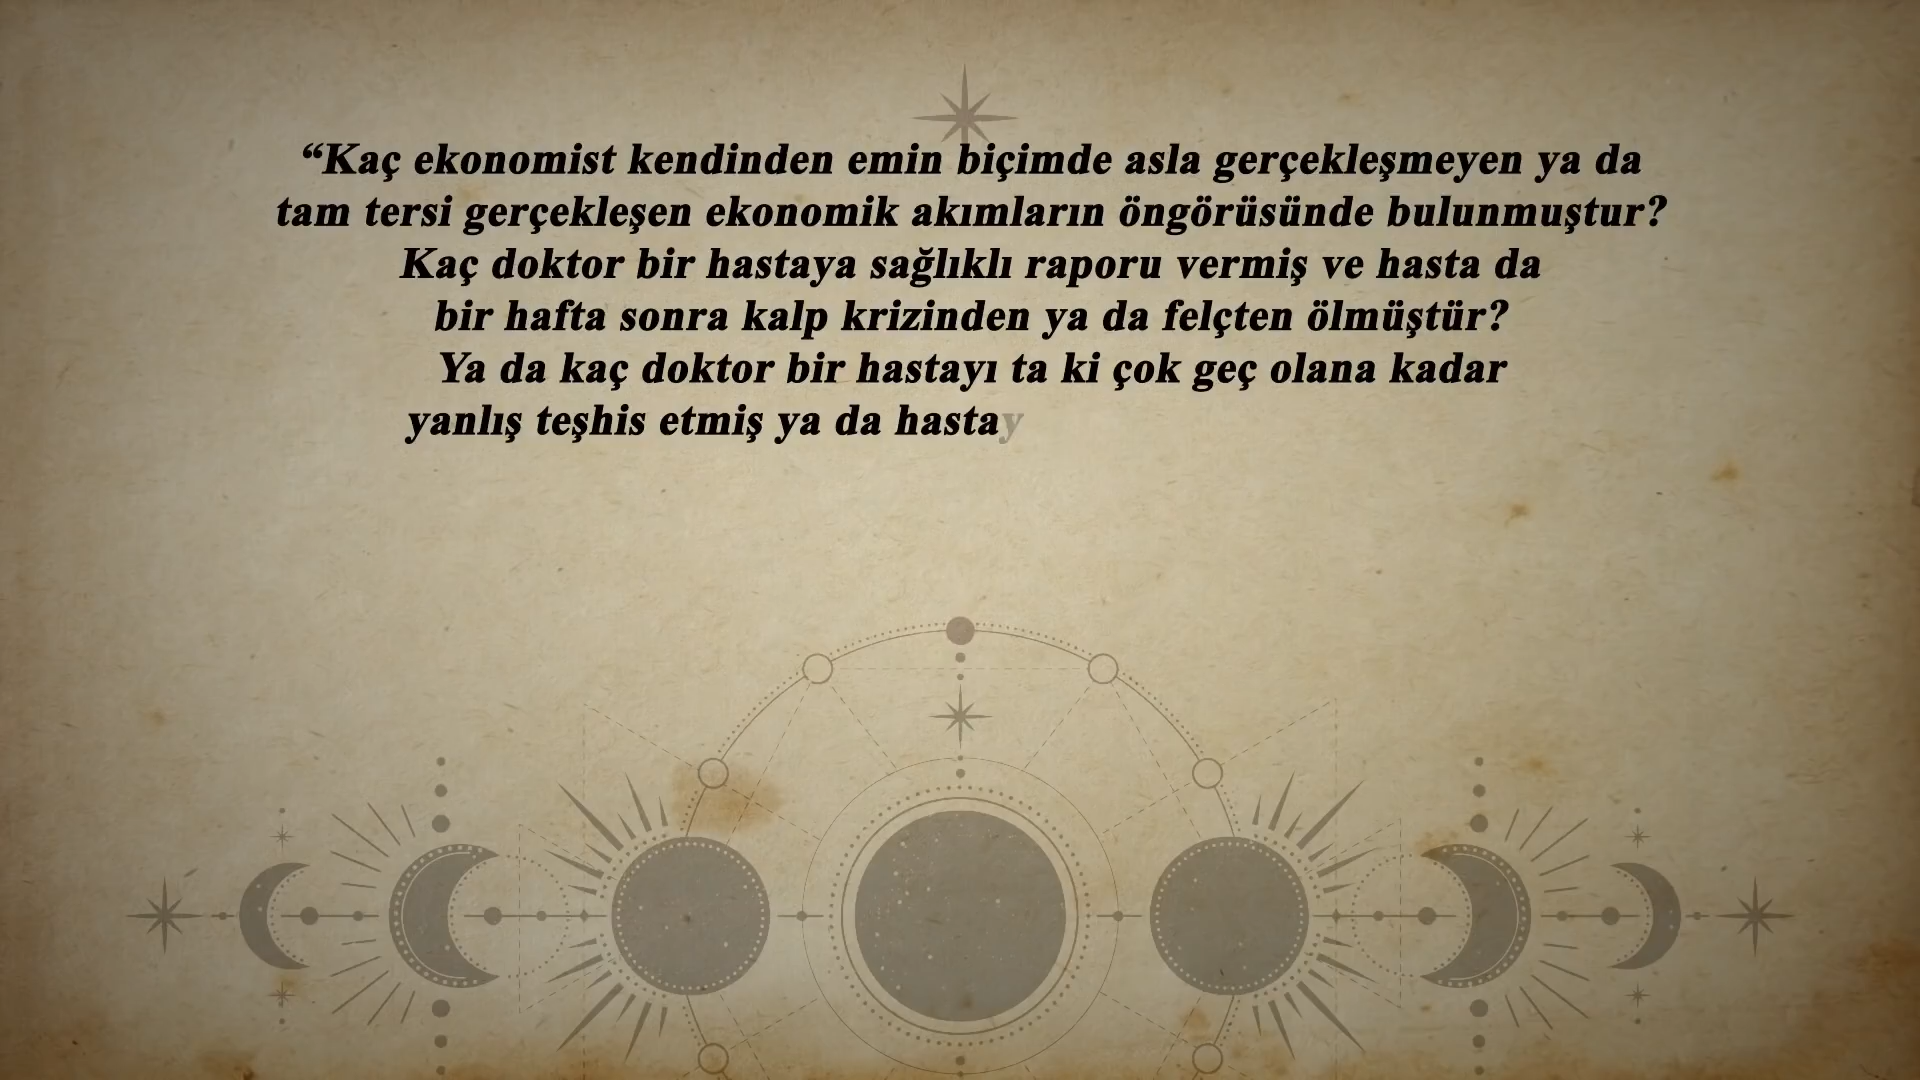 “Kaç ekonomist kendinden emin biçimde asla gerçekleşmeyen ya da
tam tersi gerçekleşen ekonomik akımların öngörüsünde bulunmuştur?
Kaç doktor bir hastaya sağlıklı raporu vermiş ve hasta da
bir hafta sonra kalp krizinden ya da felçten ölmüştür?
Ya da kaç doktor bir hastayı ta ki çok geç olana kadar
yanlış teşhis etmiş ya da hastay